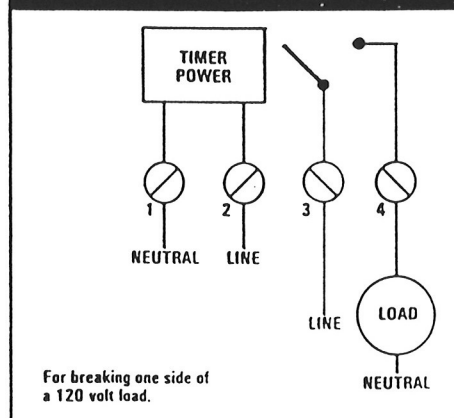 TIMER
POWER
1
2
3
4
NEUTRAL
LINE
LINE
LOAD
NEUTRAL
For breaking one side of
a 120 volt load.